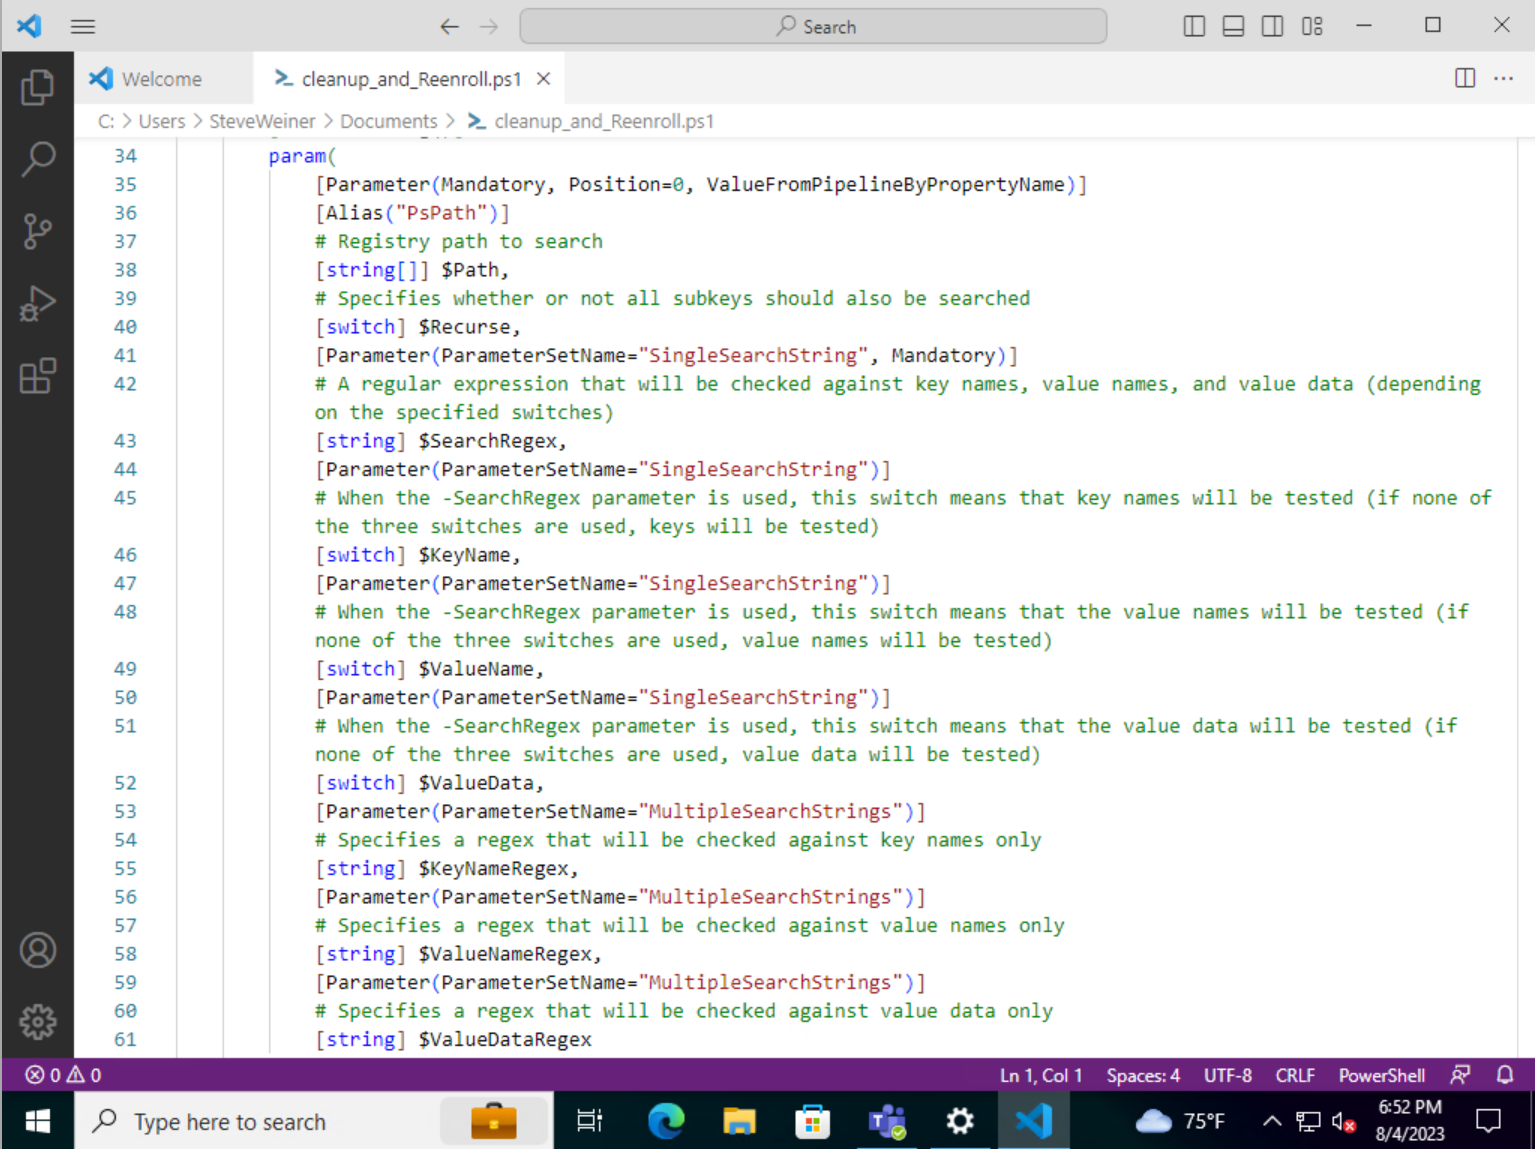 Search
Welcome
cleanup_and_Reenroll.ps1
C: > Users > SteveWeiner > Documents > cleanup_and_Reenroll.ps1
34 param(
35 [Parameter(Mandatory, Position=0, ValueFromPipelineByPropertyName)]
36 [Alias("PsPath")]
37 # Registry path to search
38 [string[]] $Path,
39 # Specifies whether or not all subkeys should also be searched
40 [switch] $Recurse,
41 [Parameter(ParameterSetName="SingleSearchString", Mandatory)]
42 # A regular expression that will be checked against key names, value names, and value data (depending
on the specified switches)
43 [string] $SearchRegex,
44 [Parameter(ParameterSetName="SingleSearchString")]
45 # When the -SearchRegex parameter is used, this switch means that key names will be tested (if none of
the three switches are used, keys will be tested)
46 [switch] $KeyName,
47 [Parameter(ParameterSetName="SingleSearchString")]
48 # When the -SearchRegex parameter is used, this switch means that the value names will be tested (if
none of the three switches are used, value names will be tested)
49 [switch] $ValueName,
50 [Parameter(ParameterSetName="SingleSearchString")]
51 # When the -SearchRegex parameter is used, this switch means that the value data will be tested (if
none of the three switches are used, value data will be tested)
52 [switch] $ValueData,
53 [Parameter(ParameterSetName="MultipleSearchStrings")]
54 # Specifies a regex that will be checked against key names only
55 [string] $KeyNameRegex,
56 [Parameter(ParameterSetName="MultipleSearchStrings")]
57 # Specifies a regex that will be checked against value names only
58 [string] $ValueNameRegex,
59 [Parameter(ParameterSetName="MultipleSearchStrings")]
60 # Specifies a regex that will be checked against value data only
61 [string] $ValueDataRegex
0 0 Ln 1, Col 1 Spaces: 4 UTF-8 CRLF PowerShell
Type here to search
75°F
6:52 PM
8/4/2023